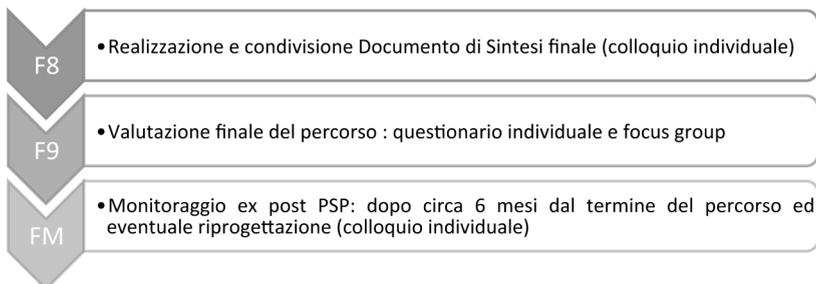 F8
•Realizzazione e condivisione Documento di Sintesi finale (colloquio individuale)
F9
•Valutazione finale del percorso : questionario individuale e focus group
FM
•Monitoraggio ex post PSP: dopo circa 6 mesi dal termine del percorso ed
eventuale riprogettazione (colloquio individuale)